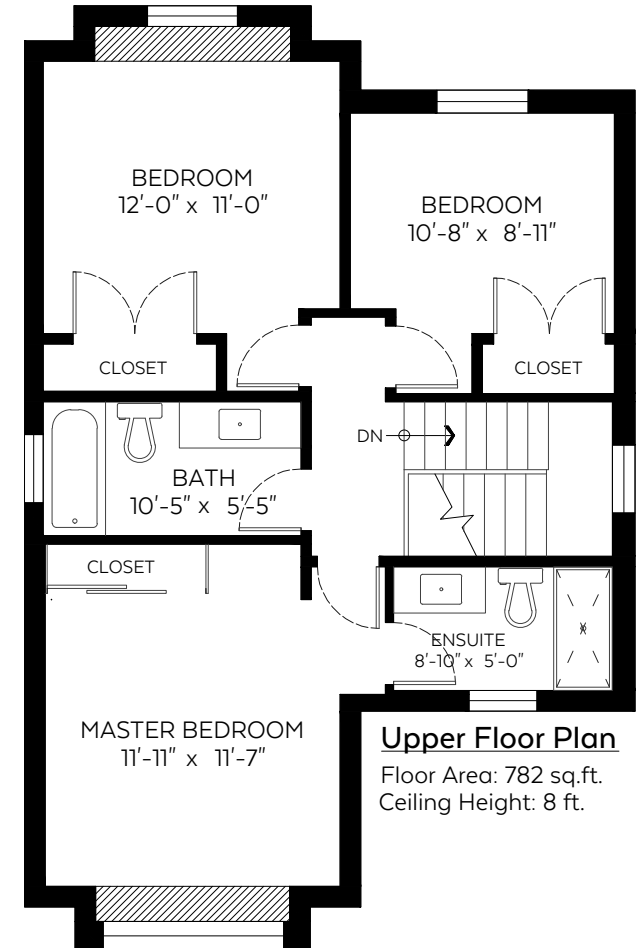 BEDROOM
12'-0" x 11'-0"
BEDROOM
10'-8" x 8'-11"
CLOSET
CLOSET
DN
BATH
10'-5" x 5'-5"
CLOSET
ENSUITE
8'-10" x 5'-0"
MASTER BEDROOM
11'-11" x 11'-7"
Upper Floor Plan
Floor Area: 782 sq.ft.
Ceiling Height: 8 ft.